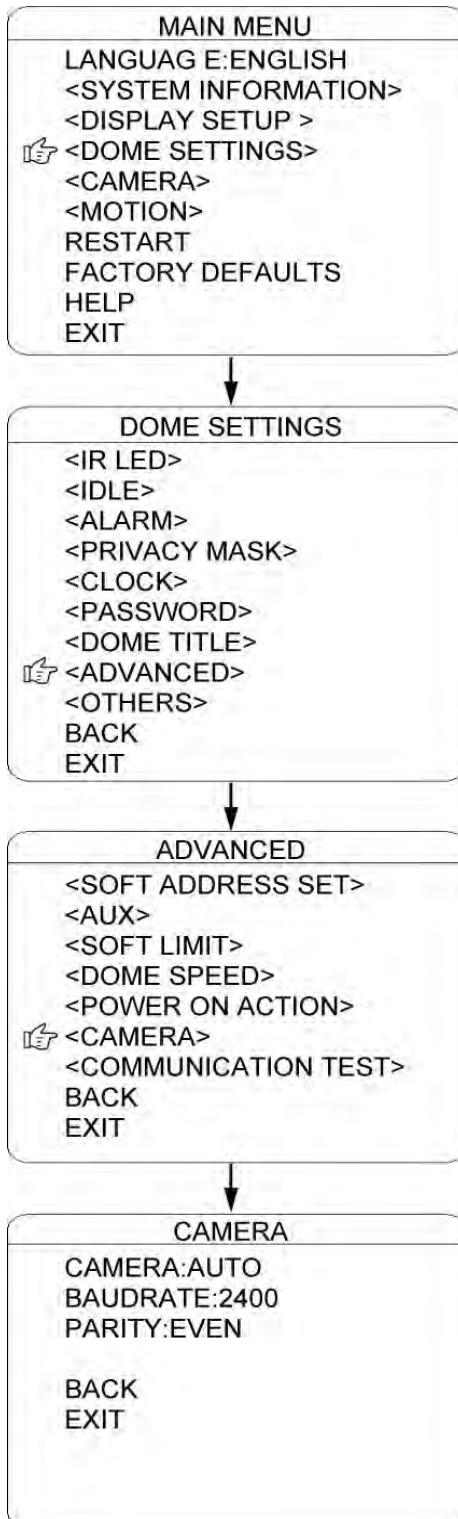 MAIN MENU
LANGUAG E:ENGLISH
<SYSTEM INFORMATION>
<DISPLAY SETUP >
<DOME SETTINGS>
<CAMERA>
<MOTION>
RESTART
FACTORY DEFAULTS
HELP
EXIT
DOME SETTINGS
<IR LED>
<IDLE>
<ALARM>
<PRIVACY MASK>
<CLOCK>
<PASSWORD>
<DOME TITLE>
<ADVANCED>
<OTHERS>
BACK
EXIT
ADVANCED
<SOFT ADDRESS SET>
<AUX>
<SOFT LIMIT>
<DOME SPEED>
<POWER ON ACTION>
<CAMERA>
<COMMUNICATION TEST>
BACK
EXIT
CAMERA
CAMERA:AUTO
BAUDRATE:2400
PARITY:EVEN
BACK
EXIT